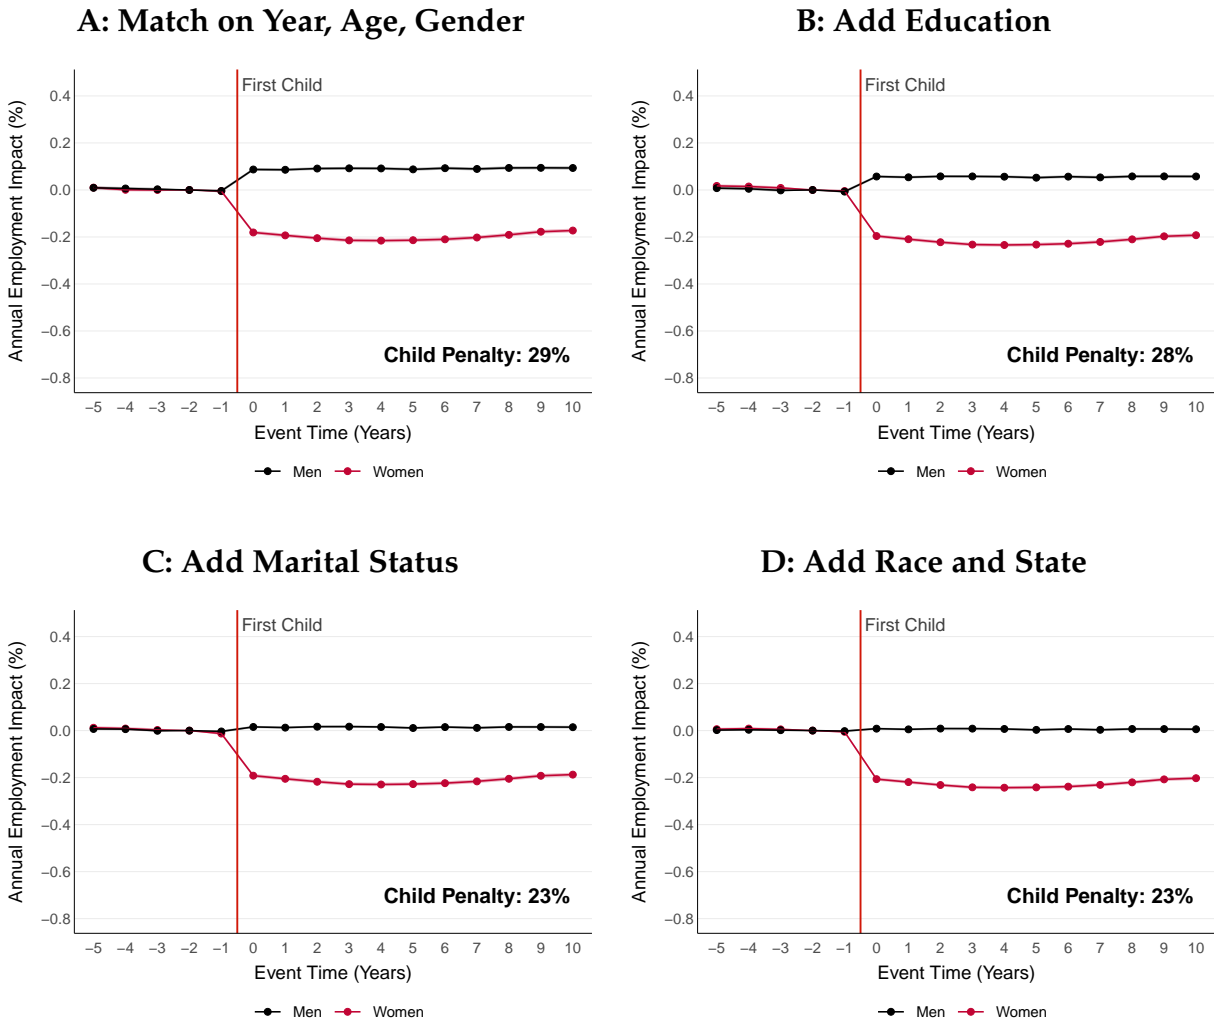 A: Match on Year, Age, Gender
Annual Employment Impact (%)
0.4
0.2
0.0
−0.2
−0.4
−0.6
−0.8
First Child
Child Penalty: 29%
−5 −4 −3 −2 −1 0 1 2 3 4 5 6 7 8 9 10
Event Time (Years)
Men Women
B: Add Education
Annual Employment Impact (%)
0.4
0.2
0.0
−0.2
−0.4
−0.6
−0.8
First Child
Child Penalty: 28%
−5 −4 −3 −2 −1 0 1 2 3 4 5 6 7 8 9 10
Event Time (Years)
Men Women
C: Add Marital Status
Annual Employment Impact (%)
0.4
0.2
0.0
−0.2
−0.4
−0.6
−0.8
First Child
Child Penalty: 23%
−5 −4 −3 −2 −1 0 1 2 3 4 5 6 7 8 9 10
Event Time (Years)
Men Women
D: Add Race and State
Annual Employment Impact (%)
0.4
0.2
0.0
−0.2
−0.4
−0.6
−0.8
First Child
Child Penalty: 23%
−5 −4 −3 −2 −1 0 1 2 3 4 5 6 7 8 9 10
Event Time (Years)
Men Women